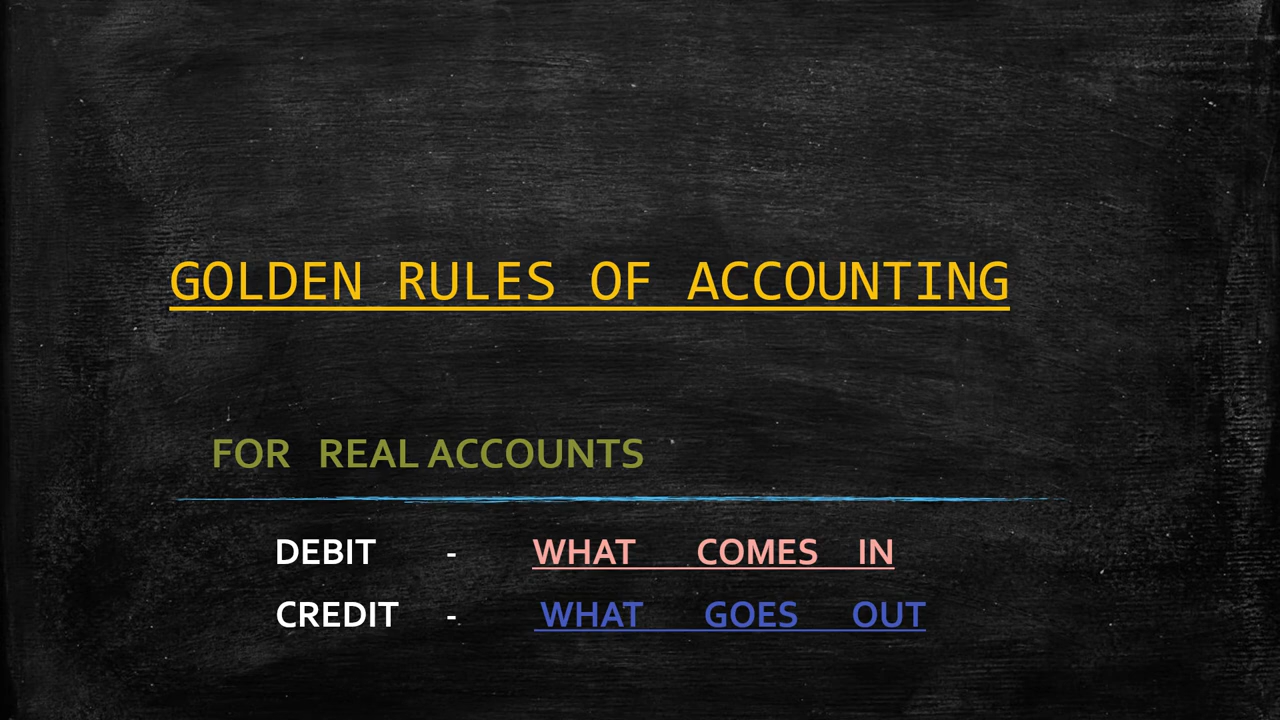 GOLDEN RULES OF ACCOUNTING
FOR REAL ACCOUNTS
DEBIT - WHAT COMES IN
CREDIT - WHAT GOES OUT